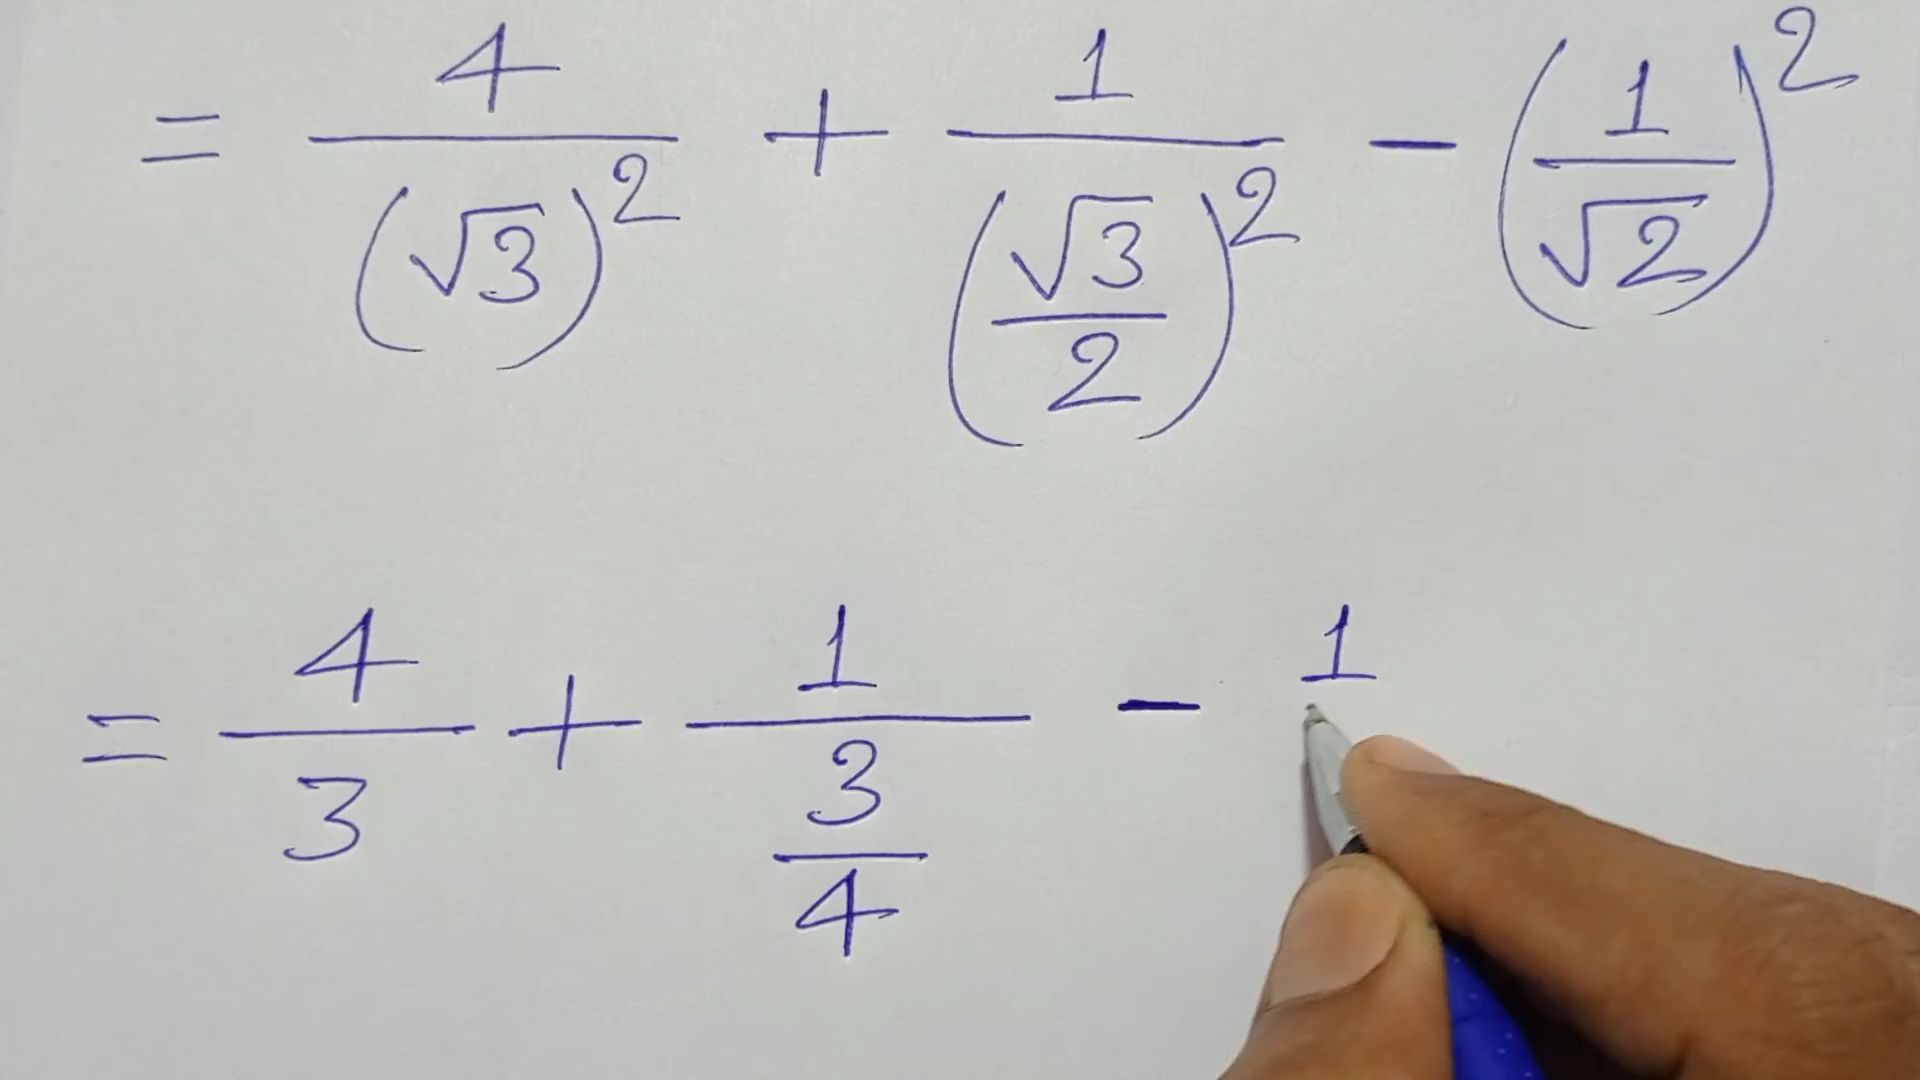 = 4/(√3)² + 1/(√3/2)² - (1/√2)²
= 4/3 + 1/(3/4) - 1